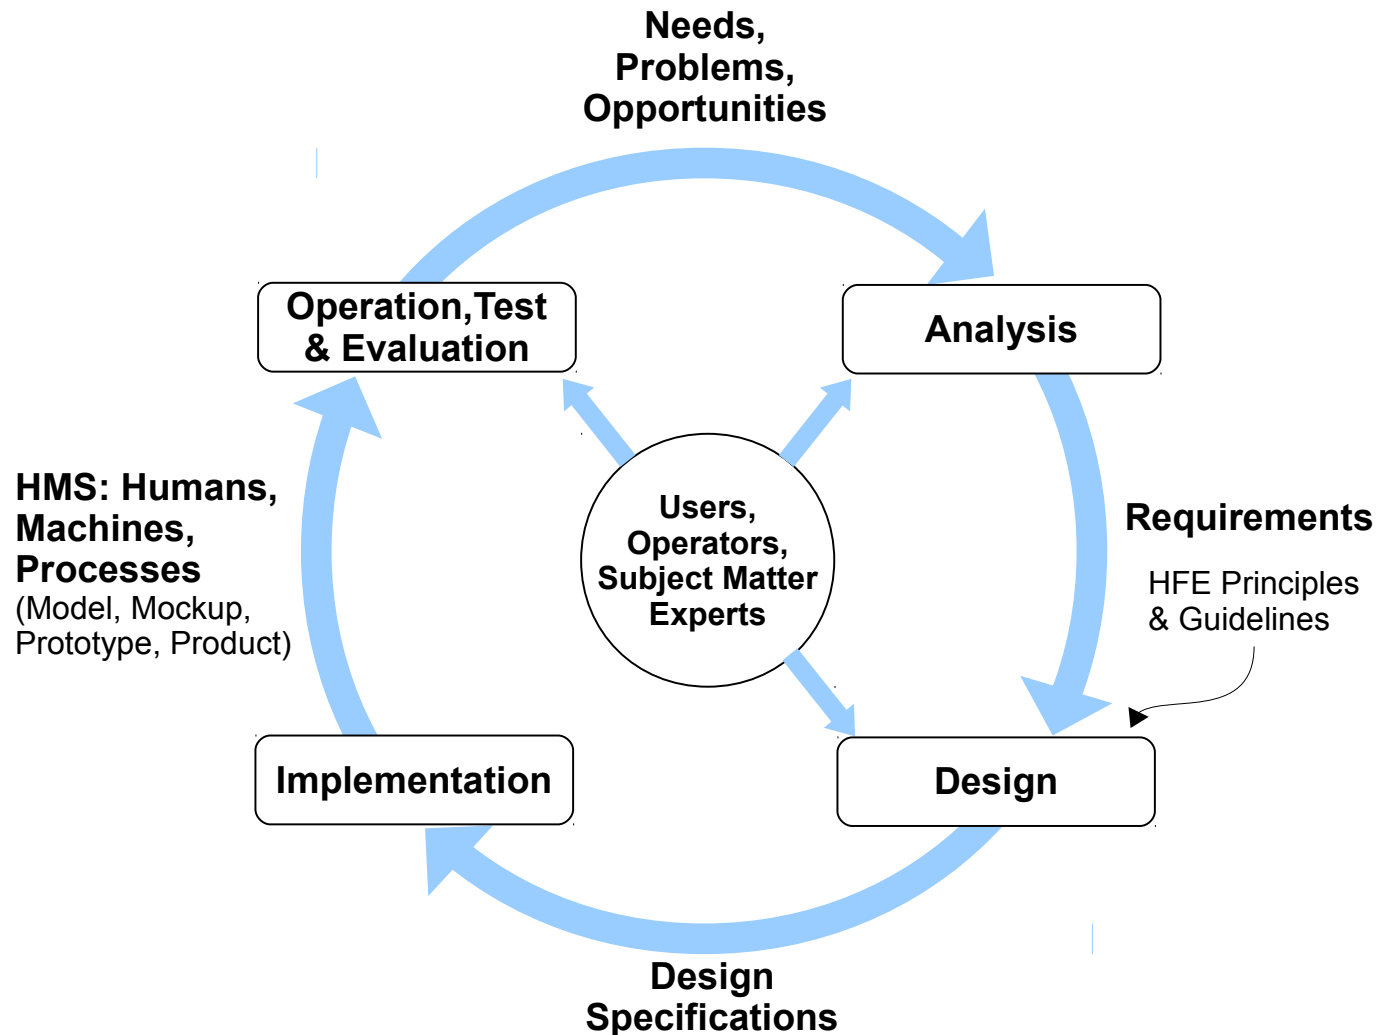 Needs,
Problems,
Opportunities
Operation,Test
& Evaluation
Analysis
HMS: Humans,
Machines,
Processes
(Model, Mockup,
Prototype, Product)
Users,
Operators,
Subject Matter
Experts
Requirements
HFE Principles
& Guidelines
Implementation
Design
Design
Specifications